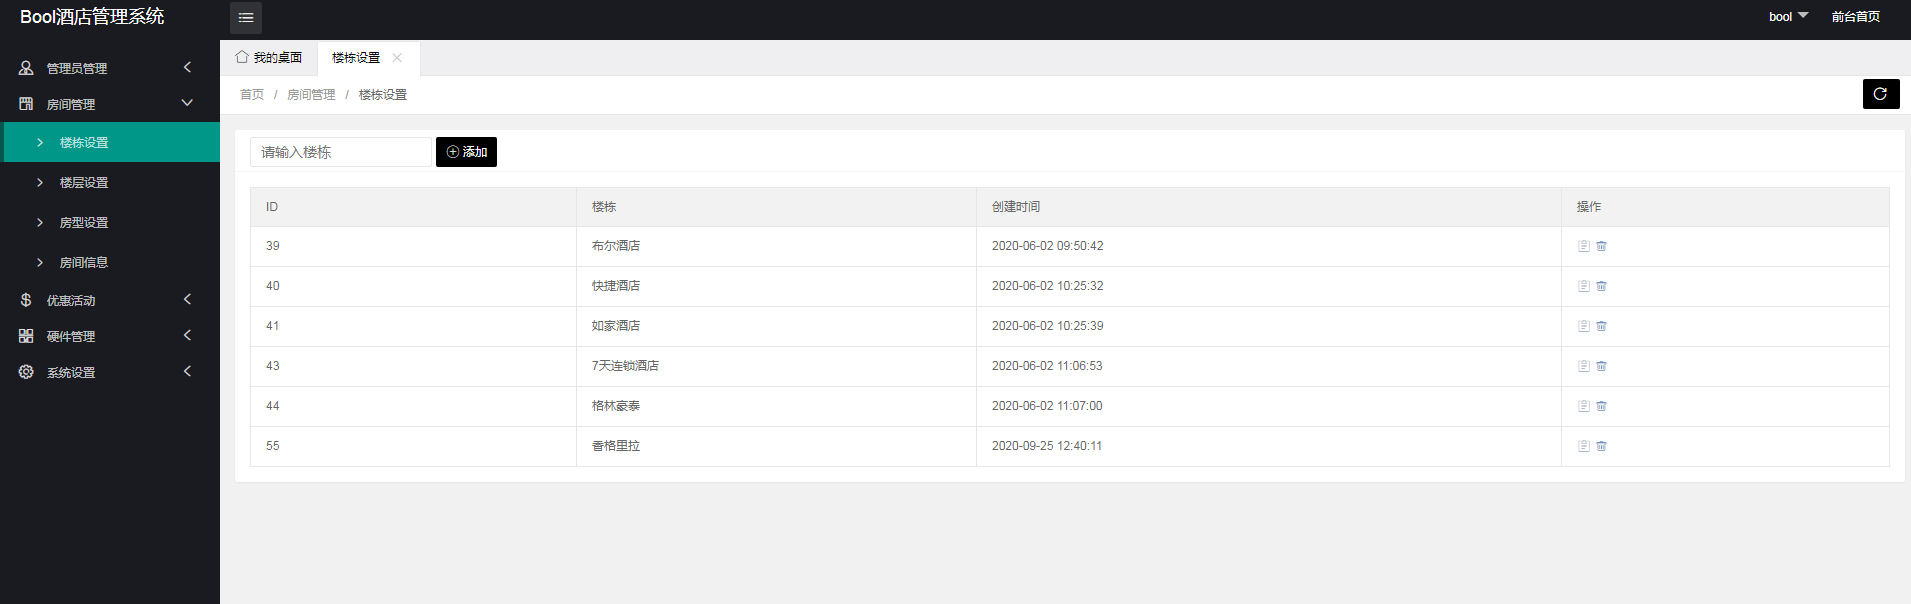 Bool酒店管理系统
bool
前台首页
管理员管理
房间管理
楼栋设置
楼层设置
房型设置
房间信息
优惠活动
硬件管理
系统设置
我的桌面
楼栋设置
首页 / 房间管理 / 楼栋设置
请输入楼栋
添加
ID 楼栋 创建时间 操作
39 布尔酒店 2020-06-02 09:50:42
40 快捷酒店 2020-06-02 10:25:32
41 如家酒店 2020-06-02 10:25:39
43 7天连锁酒店 2020-06-02 11:06:53
44 格林豪泰 2020-06-02 11:07:00
55 香格里拉 2020-09-25 12:40:11